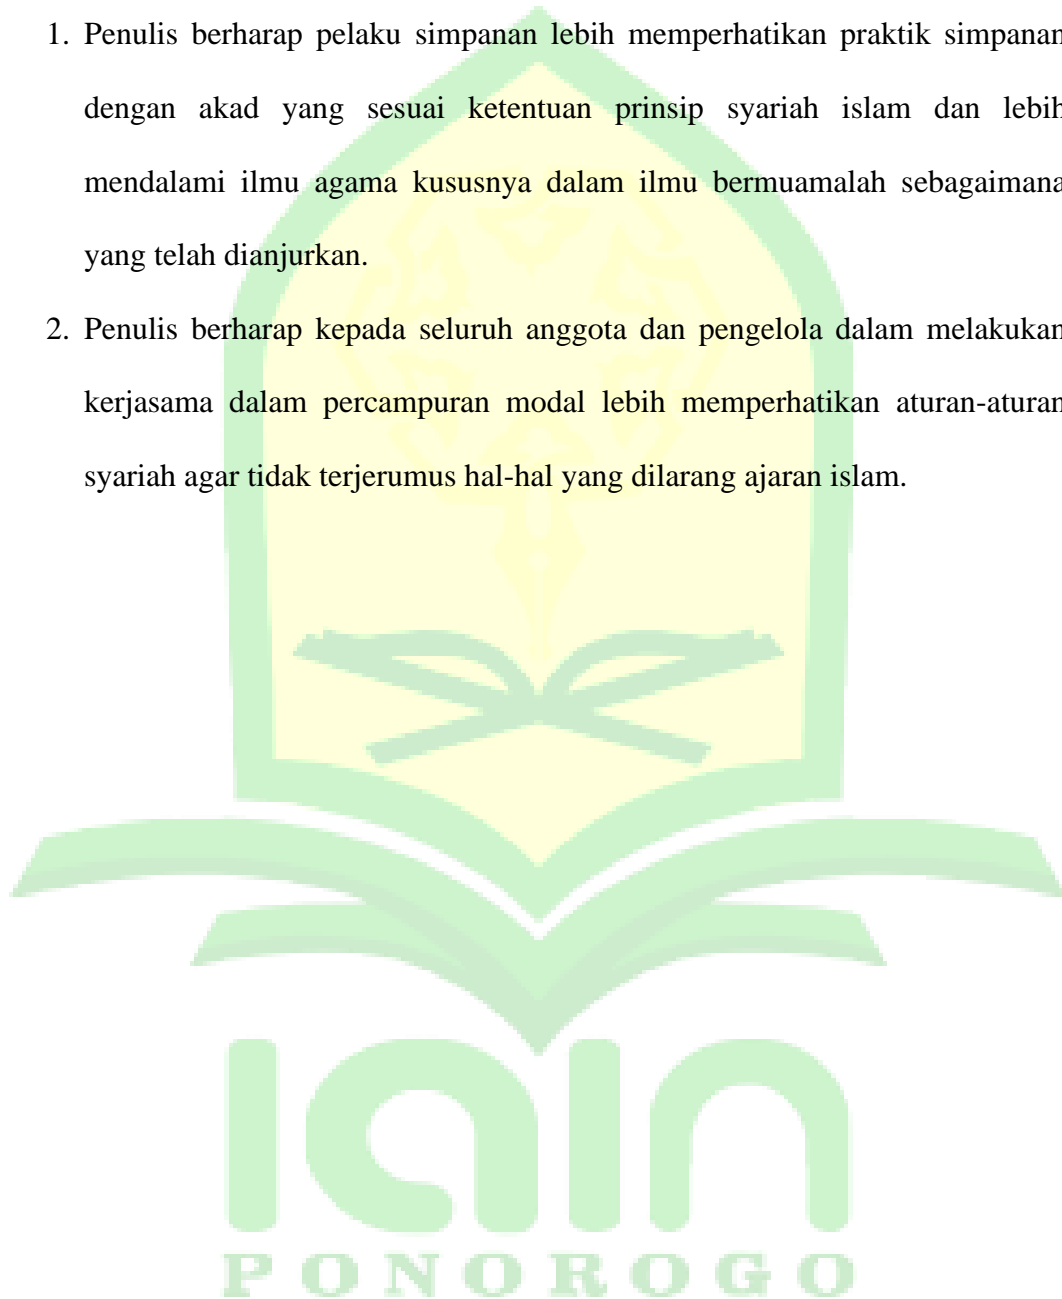 1. Penulis berharap pelaku simpanan lebih memperhatikan praktik simpanan
dengan akad yang sesuai ketentuan prinsip syariah islam dan lebih
mendalami ilmu agama kususnya dalam ilmu bermuamalah sebagaimana
yang telah dianjurkan.
2. Penulis berharap kepada seluruh anggota dan pengelola dalam melakukan
kerjasama dalam percampuran modal lebih memperhatikan aturan-aturan
syariah agar tidak terjerumus hal-hal yang dilarang ajaran islam.
iain
PONOROGO